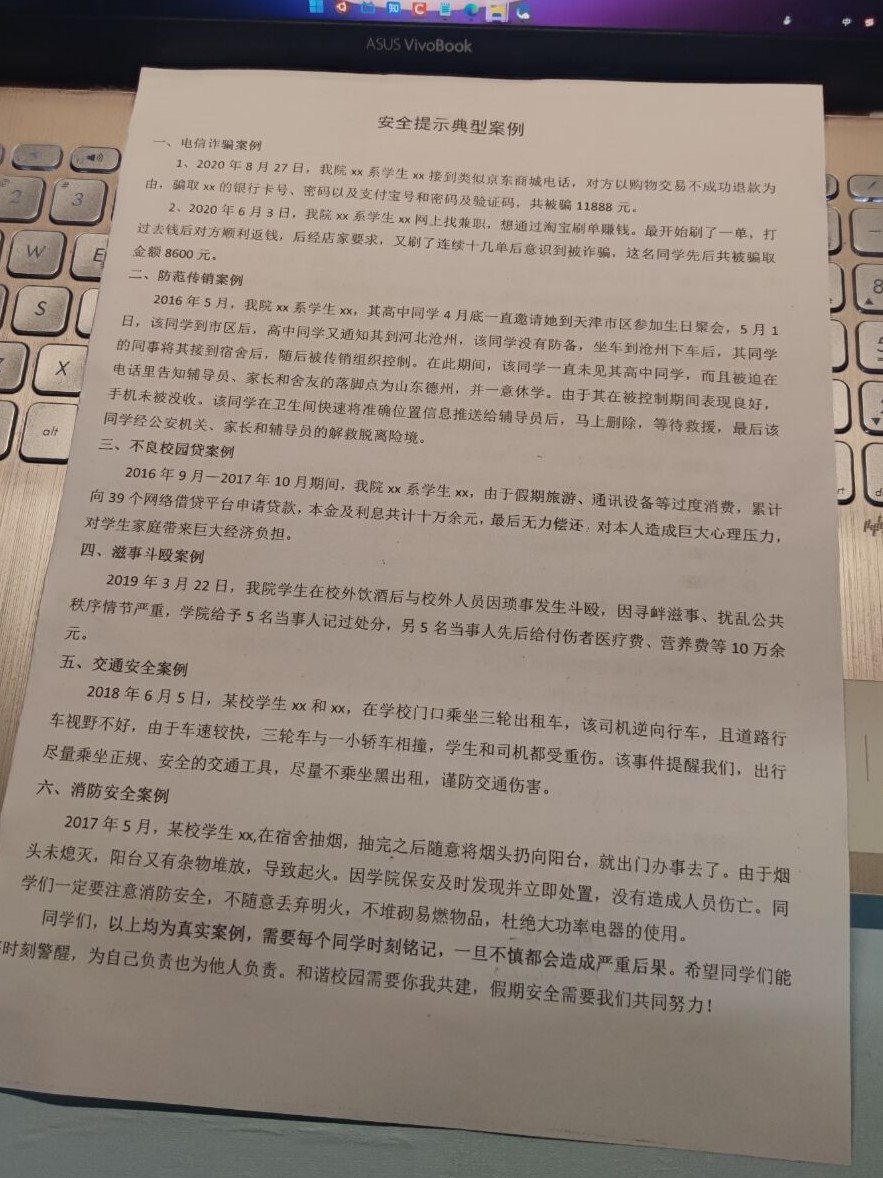 ASUS VivoBook
安全提示典型案例
一、电信诈骗案例
1、2020 年 8 月 27 日，我院 xx 系学生 xx 接到类似京东商城电话，对方以购物交易不成功退款为
由，骗取 xx 的银行卡号、密码以及支付宝号和密码及验证码，共被骗 11888 元。
2、2020 年 6 月 3 日，我院 xx 系学生 xx 网上找兼职，想通过淘宝刷单赚钱。最开始刷了一单，打
过去钱后对方顺利返钱，后经店家要求，又刷了连续十几单后意识到被诈骗，这名同学先后共被骗取
金额 8600 元。
二、防范传销案例
2016 年 5 月，我院 xx 系学生 xx，其高中同学 4 月底一直邀请她到天津市区参加生日聚会，5 月 1
日，该同学到市区后，高中同学又通知其到河北沧州，该同学没有防备，坐车到沧州下车后，其同学
的同事将其接到宿舍后，随后被传销组织控制。在此期间，该同学一直未见其高中同学，而且被迫在
电话里告知辅导员、家长和舍友的落脚点为山东德州，并一意休学。由于其在被控制期间表现良好，
手机未被没收。该同学在卫生间快速将准确位置信息推送给辅导员后，马上删除，等待救援，最后该
同学经公安机关、家长和辅导员的解救脱离险境。
三、不良校园贷案例
2016 年 9 月—2017 年 10 月期间，我院 xx 系学生 xx，由于假期旅游、通讯设备等过度消费，累计
向 39 个网络借贷平台申请贷款，本金及利息共计十万余元，最后无力偿还，对本人造成巨大心理压力，
对学生家庭带来巨大经济负担。
四、滋事斗殴案例
2019 年 3 月 22 日，我院学生在校外饮酒后与校外人员因琐事发生斗殴，因寻衅滋事、扰乱公共
秩序情节严重，学院给予 5 名当事人记过处分，另 5 名当事人先后给付伤者医疗费、营养费等 10 万余
元。
五、交通安全案例
2018 年 6 月 5 日，某校学生 xx 和 xx，在学校门口乘坐三轮出租车，该司机逆向行车，且道路行
车视野不好，由于车速较快，三轮车与一小轿车相撞，学生和司机都受重伤。该事件提醒我们，出行
尽量乘坐正规、安全的交通工具，尽量不乘坐黑出租，谨防交通伤害。
六、消防安全案例
2017 年 5 月，某校学生 xx,在宿舍抽烟，抽完之后随意将烟头扔向阳台，就出门办事去了。由于烟
头未熄灭，阳台又有杂物堆放，导致起火。因学院保安及时发现并立即处置，没有造成人员伤亡。同
学们一定要注意消防安全，不随意丢弃明火，不堆砌易燃物品，杜绝大功率电器的使用。
同学们，以上均为真实案例，需要每个同学时刻铭记，一旦不慎都会造成严重后果。希望同学们能
时刻警醒，为自己负责也为他人负责。和谐校园需要你我共建，假期安全需要我们共同努力！
2
3
W
E
S
X
alt
8